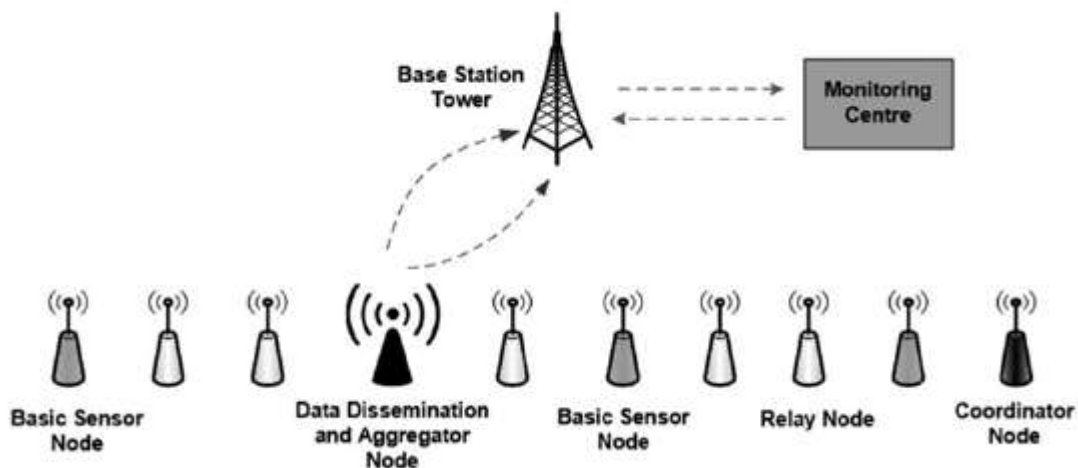 Base Station
Tower
Monitoring
Centre
Basic Sensor
Node
Data Dissemination
and Aggregator
Node
Basic Sensor
Node
Relay Node
Coordinator
Node